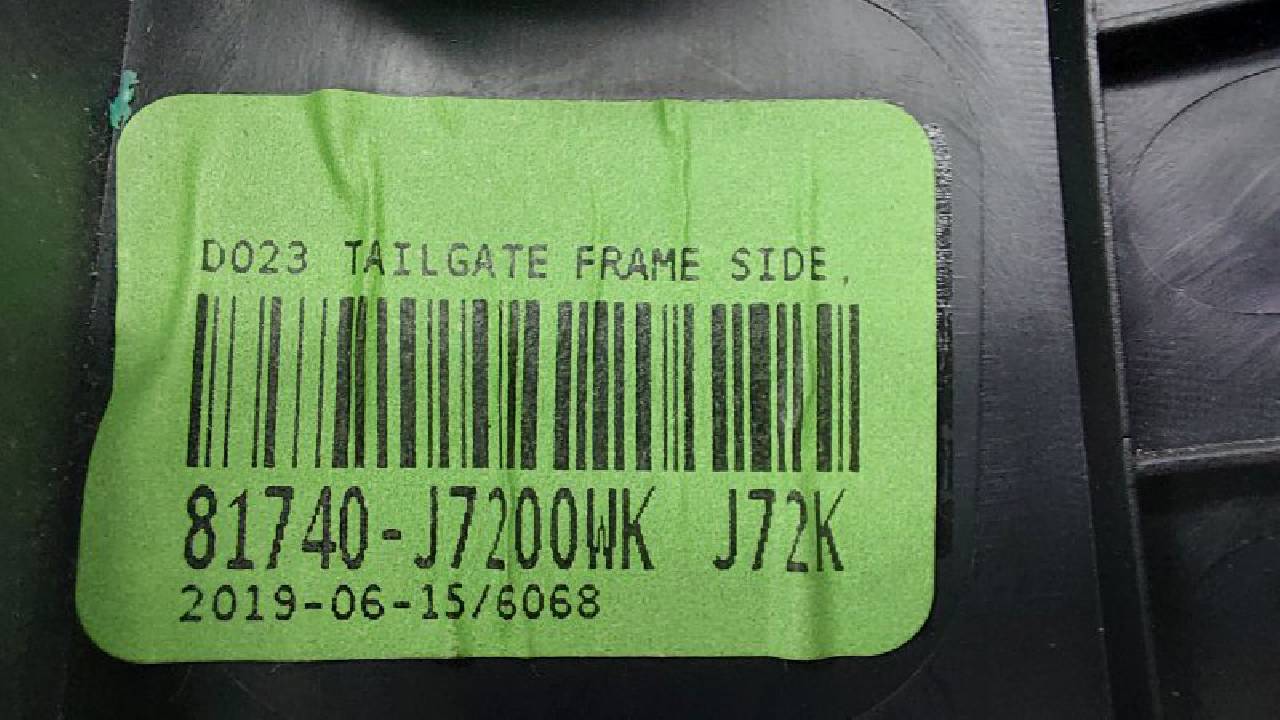 D023 TAILGATE FRAME SIDE,
81740-J7200WK J72K
2019-06-15/6068